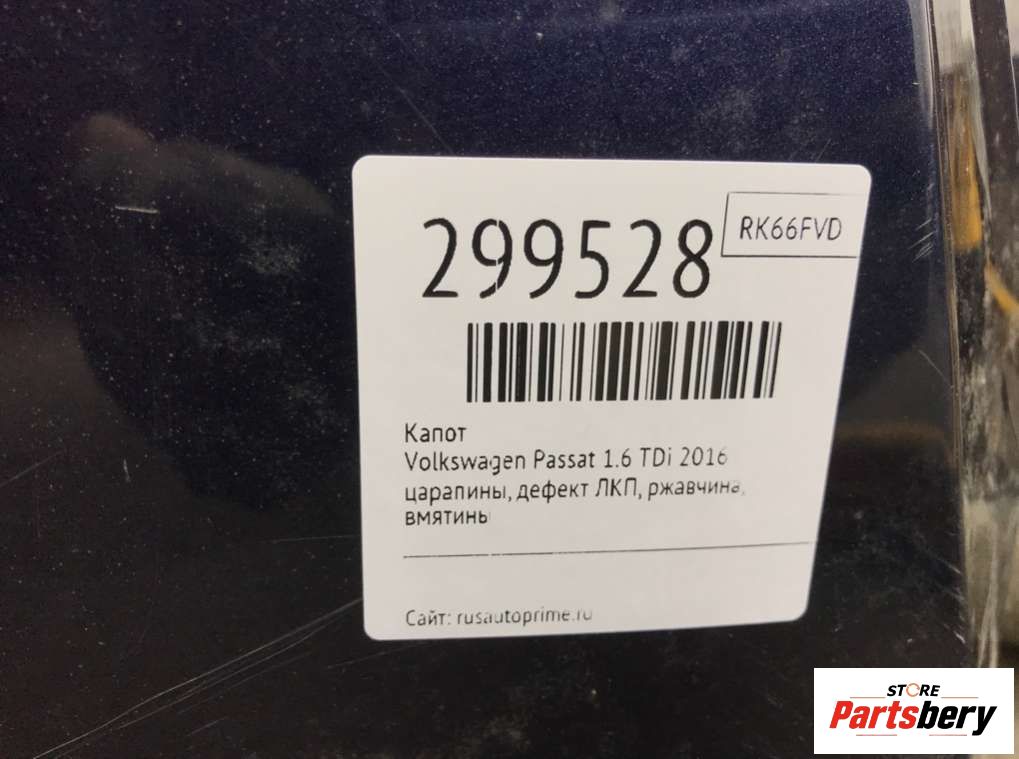 299528
RK66FVD
Капот
Volkswagen Passat 1.6 TDi 2016
царапины, дефект ЛКП, ржавчина,
вмятины
Сайт: rusautoprime.ru
STORE
Partsbery